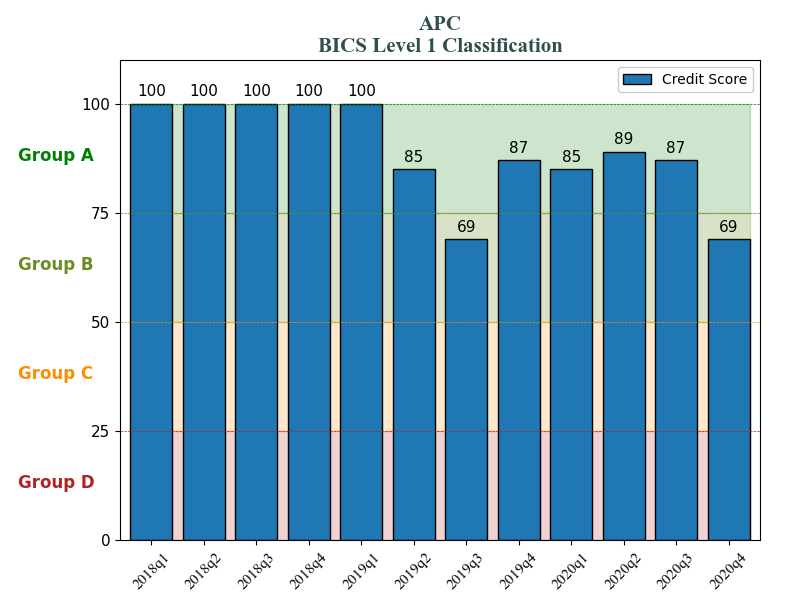 APC
BICS Level 1 Classification
Credit Score
100 100 100 100 100 85 69 87 85 89 87 69
100
Group A
75
Group B
50
Group C
25
Group D
0
2018q1 2018q2 2018q3 2018q4 2019q1 2019q2 2019q3 2019q4 2020q1 2020q2 2020q3 2020q4